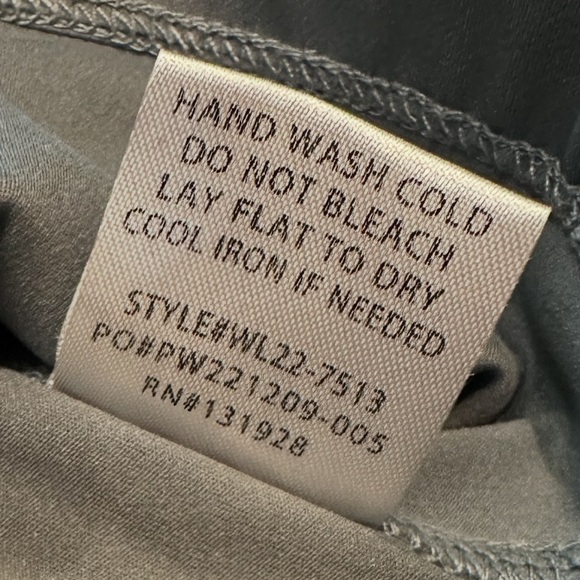 HAND WASH COLD
DO NOT BLEACH
LAY FLAT TO DRY
COOL IRON IF NEEDED
STYLE#WL22-7513
PO#PW221209-005
RN#131928